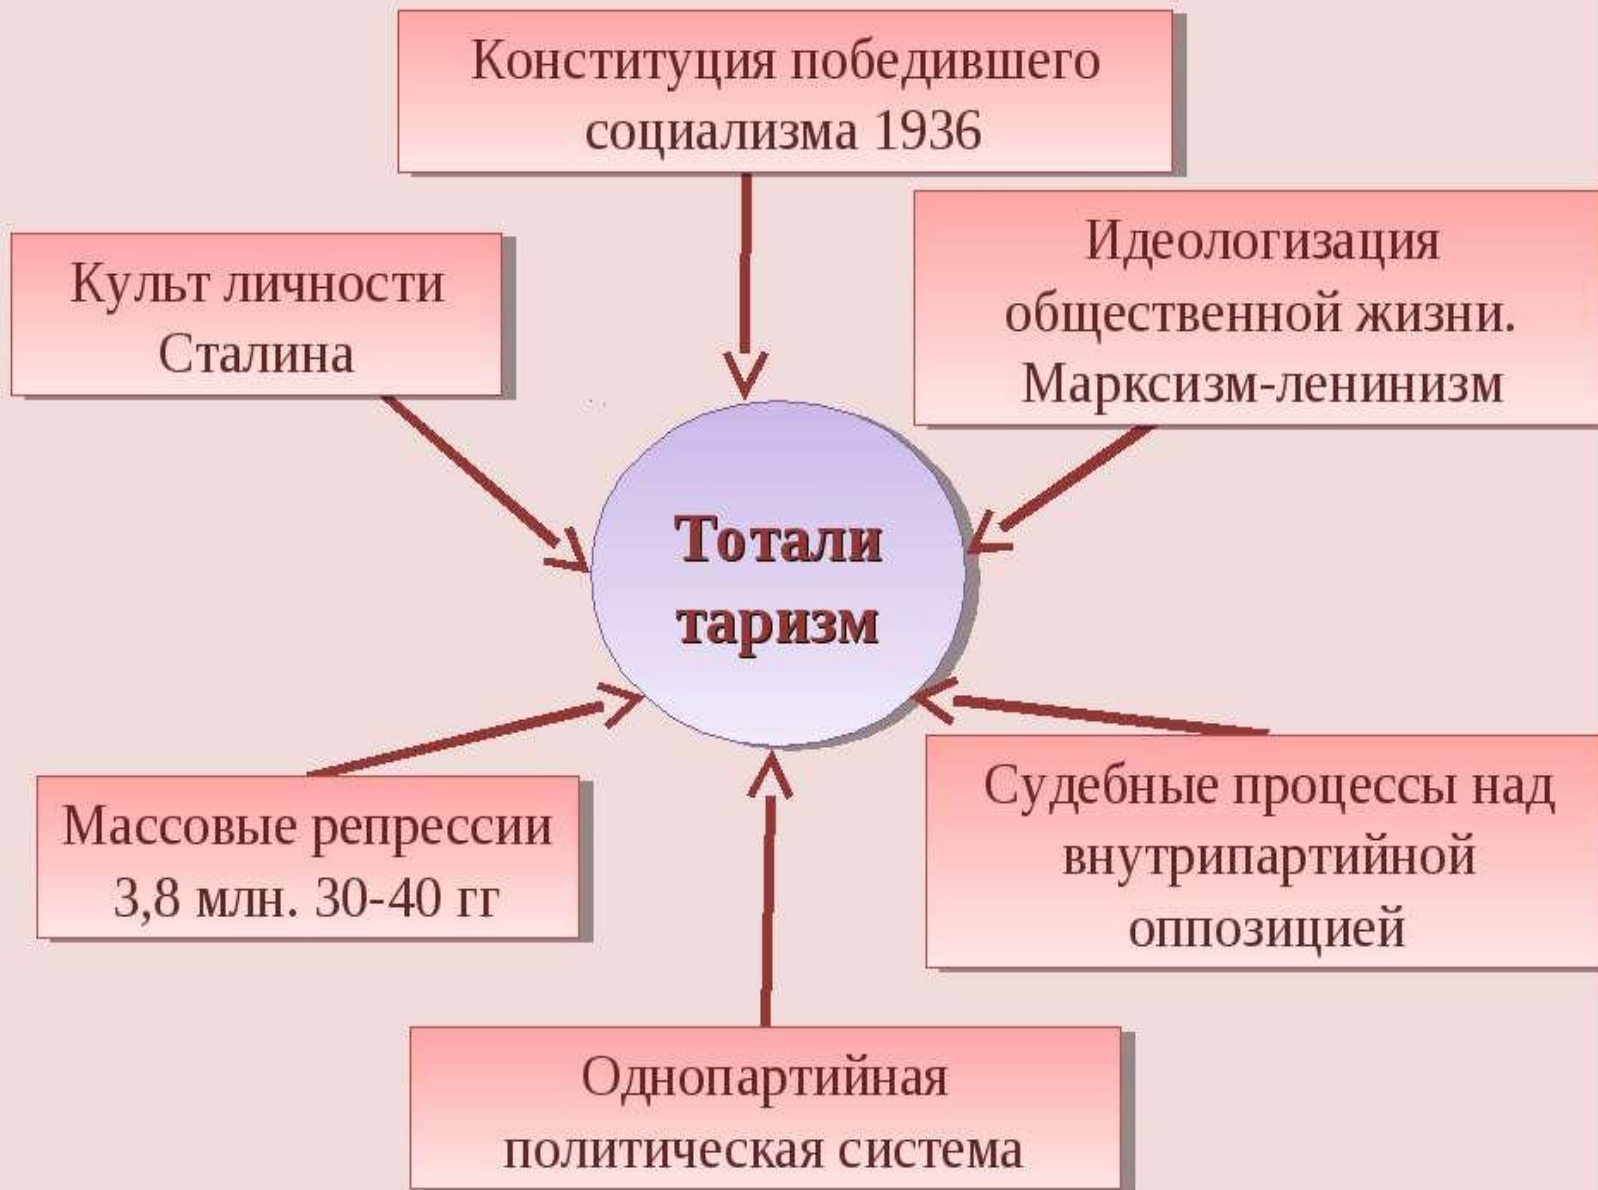 Конституция победившего
социализма 1936
Культ личности
Сталина
Идеологизация
общественной жизни.
Марксизм-ленинизм
Тотали
таризм
Массовые репрессии
3,8 млн. 30-40 гг
Судебные процессы над
внутрипартийной
оппозицией
Однопартийная
политическая система